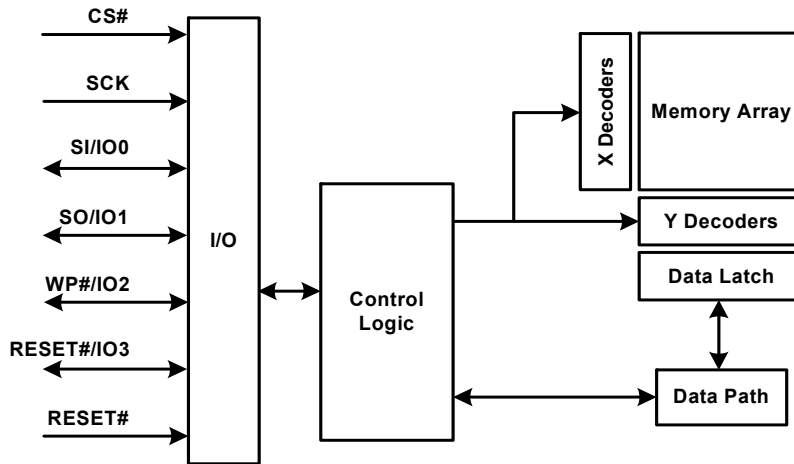 CS#
SCK
SI/IO0
SO/IO1
WP#/IO2
RESET#/IO3
RESET#
I/O
Control
Logic
X Decoders
Memory Array
Y Decoders
Data Latch
Data Path